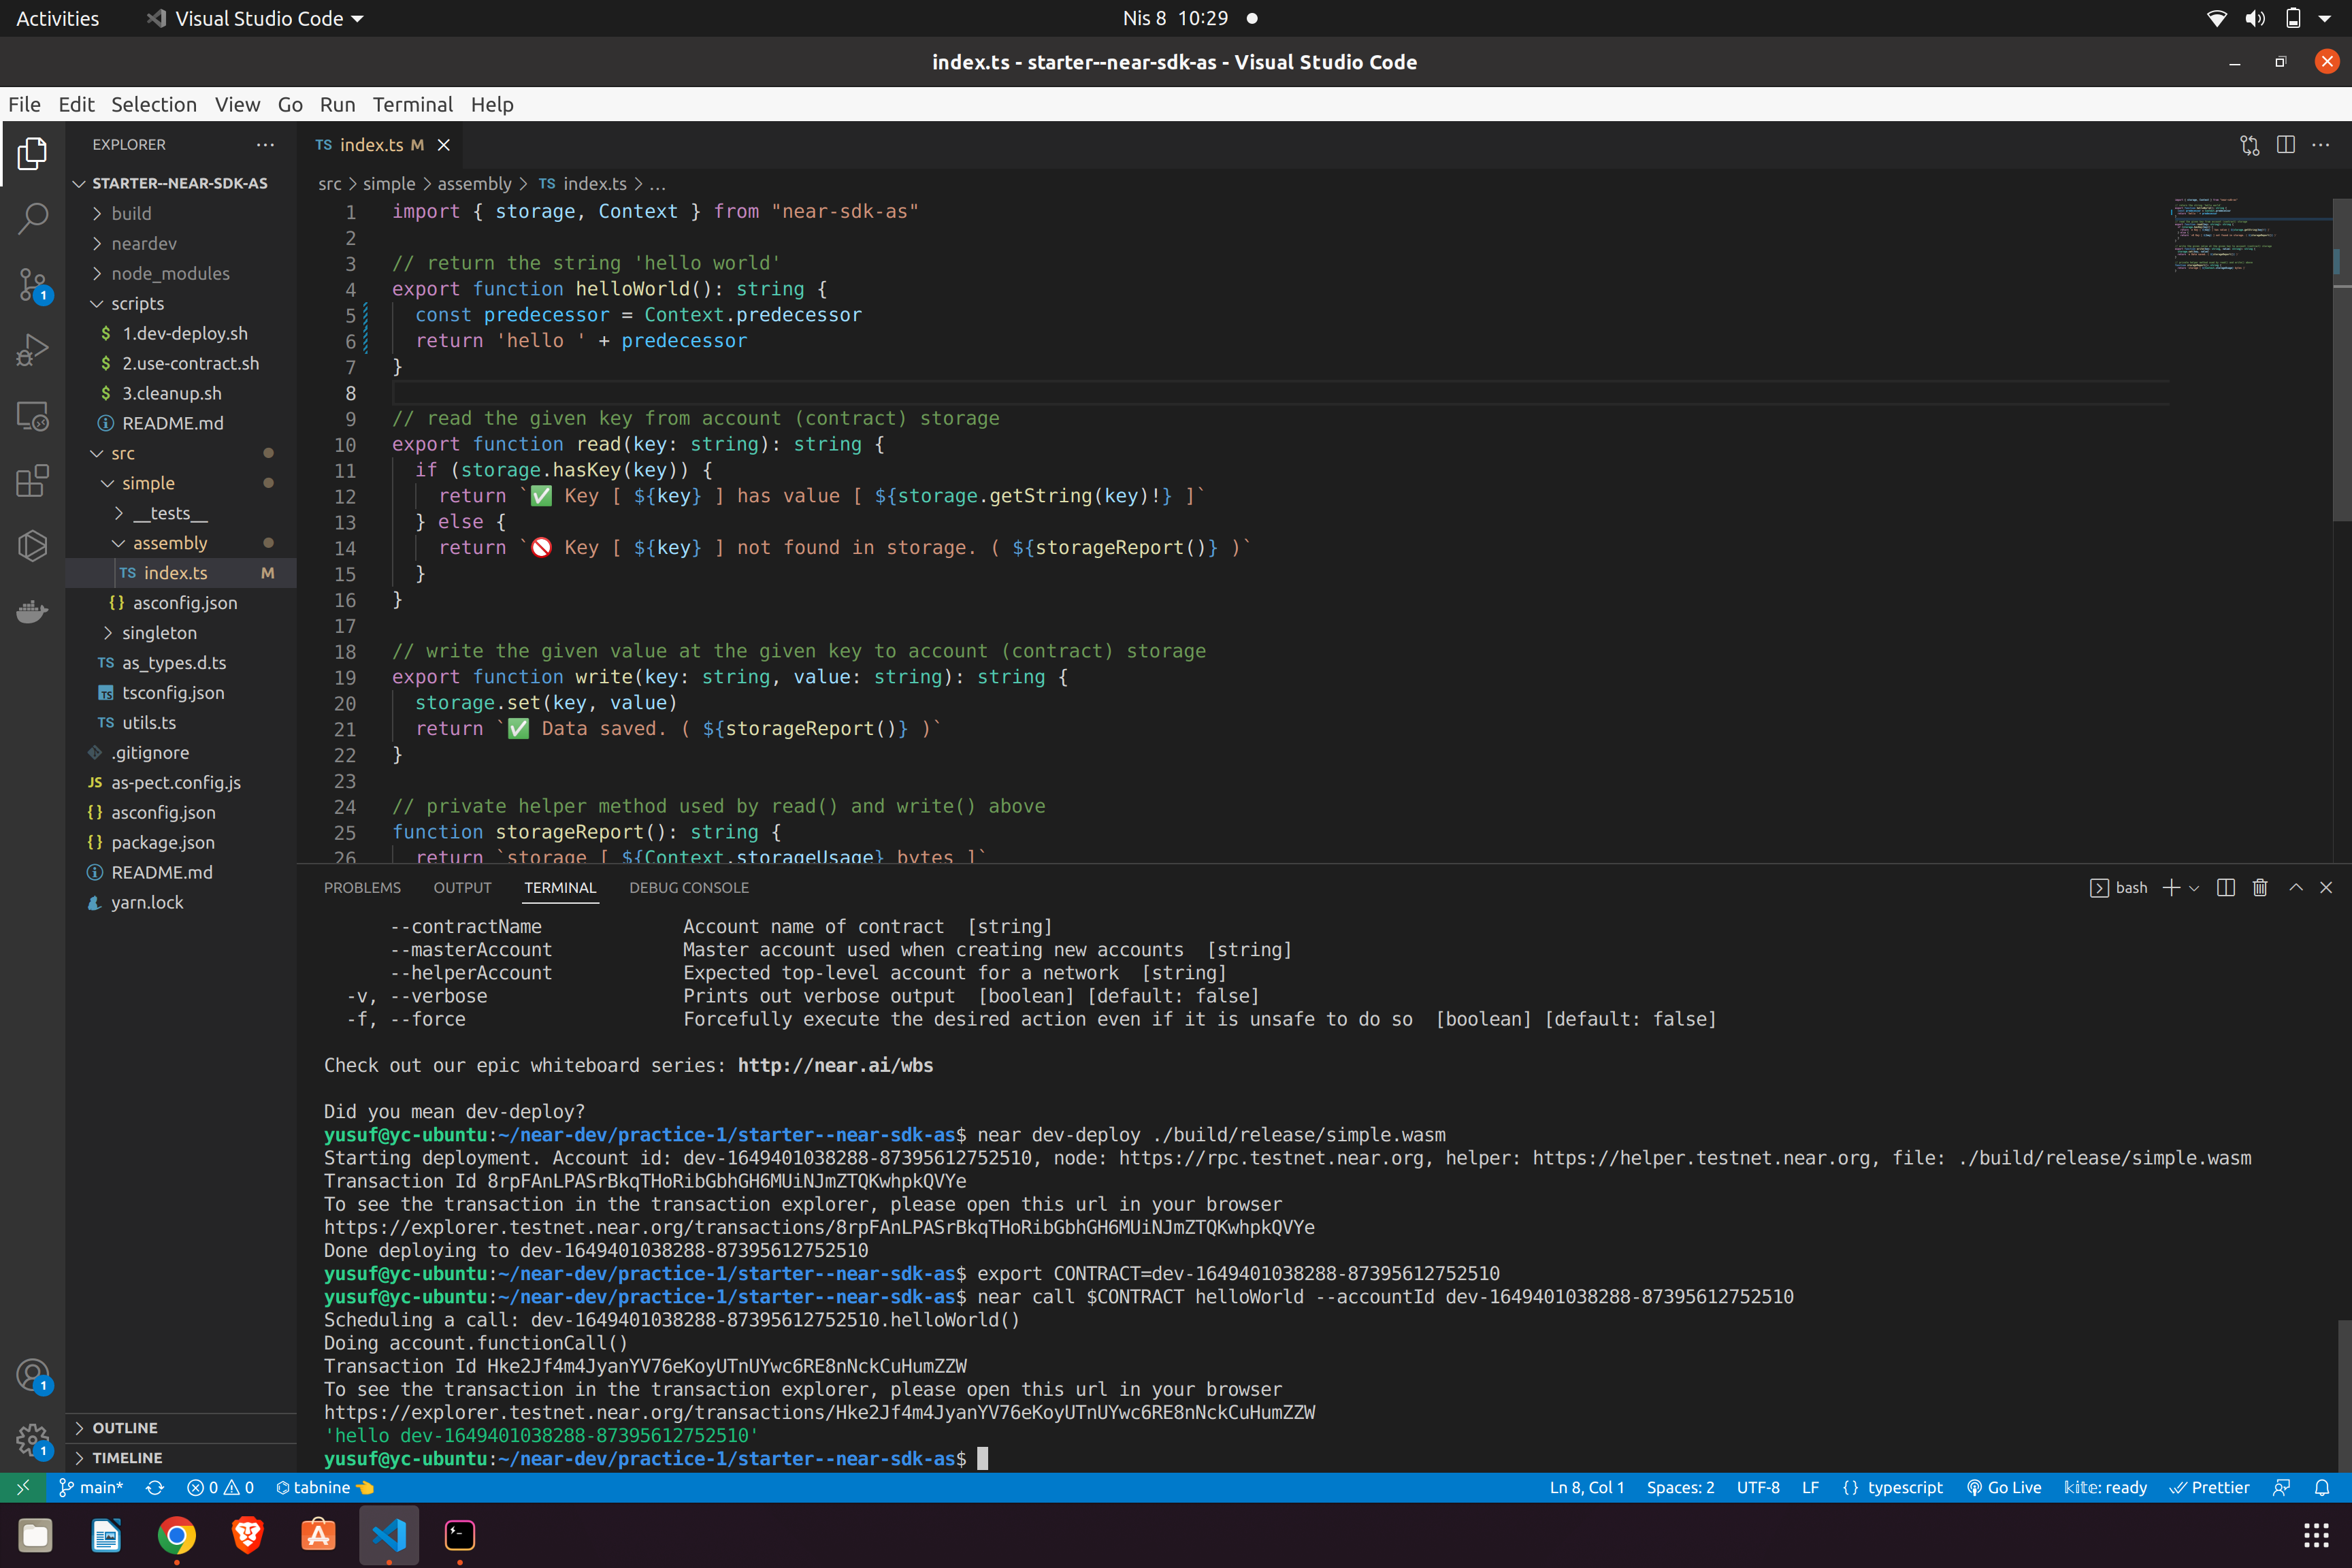 Activities
Visual Studio Code
Nis 8 10:29
index.ts - starter--near-sdk-as - Visual Studio Code
File Edit Selection View Go Run Terminal Help
EXPLORER
STARTER--NEAR-SDK-AS
build
neardev
node_modules
scripts
$ 1.dev-deploy.sh
$ 2.use-contract.sh
$ 3.cleanup.sh
README.md
src
simple
__tests__
assembly
TS index.ts M
{} asconfig.json
singleton
TS as_types.d.ts
TS tsconfig.json
TS utils.ts
.gitignore
JS as-pect.config.js
{} asconfig.json
{} package.json
README.md
yarn.lock
OUTLINE
TIMELINE
1
1
1
TS index.ts M
src > simple > assembly > TS index.ts > ...
1 import { storage, Context } from "near-sdk-as"
2
3 // return the string 'hello world'
4 export function helloWorld(): string {
5 const predecessor = Context.predecessor
6 return 'hello ' + predecessor
7 }
8
9 // read the given key from account (contract) storage
10 export function read(key: string): string {
11 if (storage.hasKey(key)) {
12 return `✅ Key [ ${key} ] has value [ ${storage.getString(key)!} ]`
13 } else {
14 return `🚫 Key [ ${key} ] not found in storage. ( ${storageReport()} )`
15 }
16 }
17
18 // write the given value at the given key to account (contract) storage
19 export function write(key: string, value: string): string {
20 storage.set(key, value)
21 return `✅ Data saved. ( ${storageReport()} )`
22 }
23
24 // private helper method used by read() and write() above
25 function storageReport(): string {
26 return `storage [ ${Context.storageUsage} bytes ]`
PROBLEMS OUTPUT TERMINAL DEBUG CONSOLE
bash
--contractName Account name of contract [string]
--masterAccount Master account used when creating new accounts [string]
--helperAccount Expected top-level account for a network [string]
-v, --verbose Prints out verbose output [boolean] [default: false]
-f, --force Forcefully execute the desired action even if it is unsafe to do so [boolean] [default: false]
Check out our epic whiteboard series: http://near.ai/wbs
Did you mean dev-deploy?
yusuf@yc-ubuntu:~/near-dev/practice-1/starter--near-sdk-as$ near dev-deploy ./build/release/simple.wasm
Starting deployment. Account id: dev-1649401038288-87395612752510, node: https://rpc.testnet.near.org, helper: https://helper.testnet.near.org, file: ./build/release/simple.wasm
Transaction Id 8rpFAnLPASrBkqTHoRibGbhGH6MUiNJmZTQKwhpkQVYe
To see the transaction in the transaction explorer, please open this url in your browser
https://explorer.testnet.near.org/transactions/8rpFAnLPASrBkqTHoRibGbhGH6MUiNJmZTQKwhpkQVYe
Done deploying to dev-1649401038288-87395612752510
yusuf@yc-ubuntu:~/near-dev/practice-1/starter--near-sdk-as$ export CONTRACT=dev-1649401038288-87395612752510
yusuf@yc-ubuntu:~/near-dev/practice-1/starter--near-sdk-as$ near call $CONTRACT helloWorld --accountId dev-1649401038288-87395612752510
Scheduling a call: dev-1649401038288-87395612752510.helloWorld()
Doing account.functionCall()
Transaction Id Hke2Jf4m4JyanYV76eKoyUTnUYwc6RE8nNckCuHumZZW
To see the transaction in the transaction explorer, please open this url in your browser
https://explorer.testnet.near.org/transactions/Hke2Jf4m4JyanYV76eKoyUTnUYwc6RE8nNckCuHumZZW
'hello dev-1649401038288-87395612752510'
yusuf@yc-ubuntu:~/near-dev/practice-1/starter--near-sdk-as$
main* 0 0 tabnine 👈 Ln 8, Col 1 Spaces: 2 UTF-8 LF {} typescript Go Live kite: ready Prettier